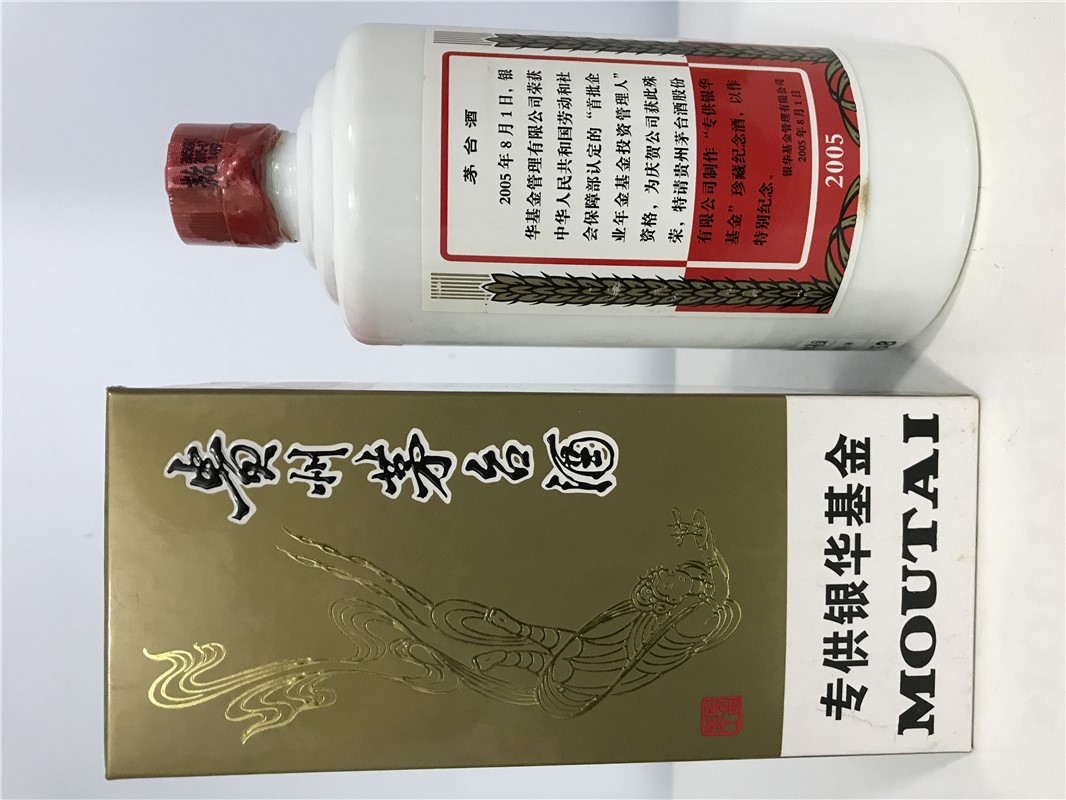 茅台酒
2005年8月1日，银
华基金管理有限公司荣获
中华人民共和国劳动和社
会保障部认定的“首批企
业年金基金投资管理人”
资格，为庆贺公司获此殊
荣，特请贵州茅台酒股份
有限公司制作“专供银华
基金”珍藏纪念酒，以作
特别纪念。
银华基金管理有限公司
2005年8月1日
2005
貴州茅台酒
专供银华基金
MOUTAI